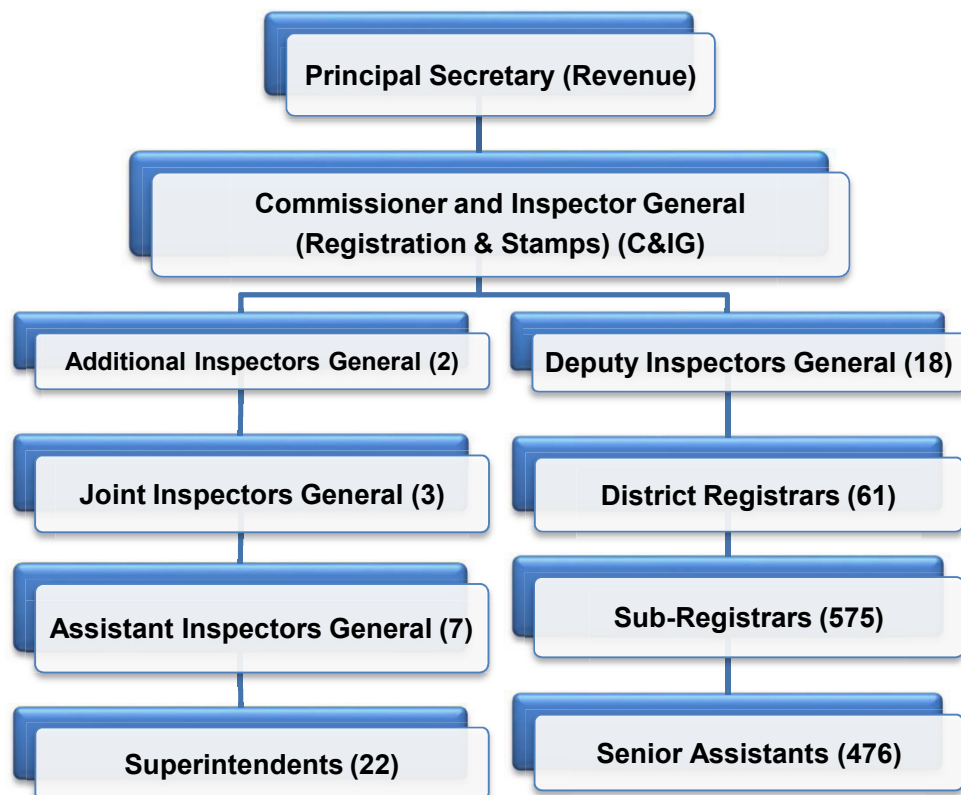 Principal Secretary (Revenue)
Commissioner and Inspector General
(Registration & Stamps) (C&IG)
Additional Inspectors General (2)
Deputy Inspectors General (18)
Joint Inspectors General (3)
District Registrars (61)
Assistant Inspectors General (7)
Sub-Registrars (575)
Superintendents (22)
Senior Assistants (476)